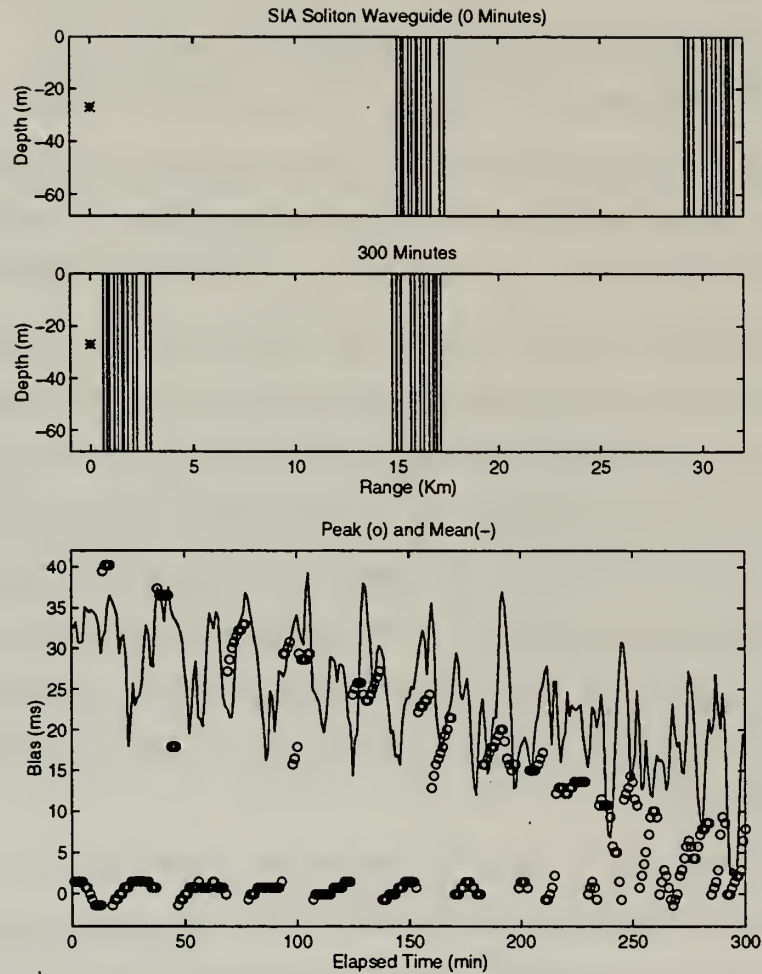 SIA Soliton Waveguide (0 Minutes)
0
−20
−40
−60
Depth (m)
300 Minutes
0
−20
−40
−60
Depth (m)
0 5 10 15 20 25 30
Range (Km)
Peak (o) and Mean(-)
40
35
30
25
20
15
10
5
0
Bias (ms)
0 50 100 150 200 250 300
Elapsed Time (min)